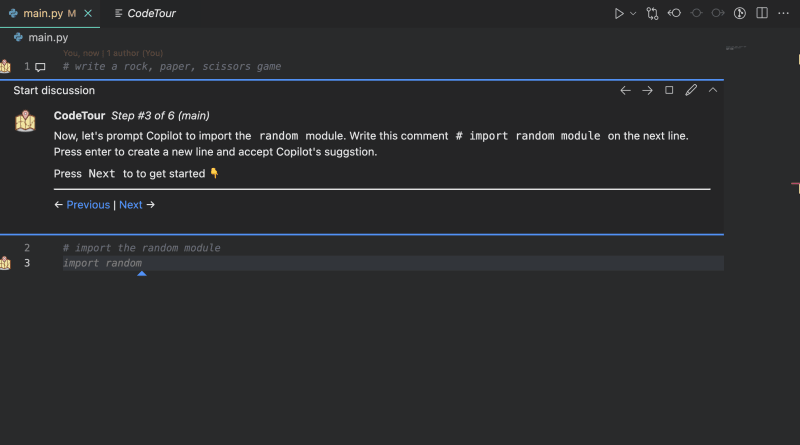 main.py M
CodeTour
main.py
You, now | 1 author (You)
1 # write a rock, paper, scissors game
Start discussion
CodeTour Step #3 of 6 (main)
Now, let's prompt Copilot to import the random module. Write this comment # import random module on the next line.
Press enter to create a new line and accept Copilot's suggstion.
Press Next to to get started
Previous | Next
2 # import the random module
3 import random